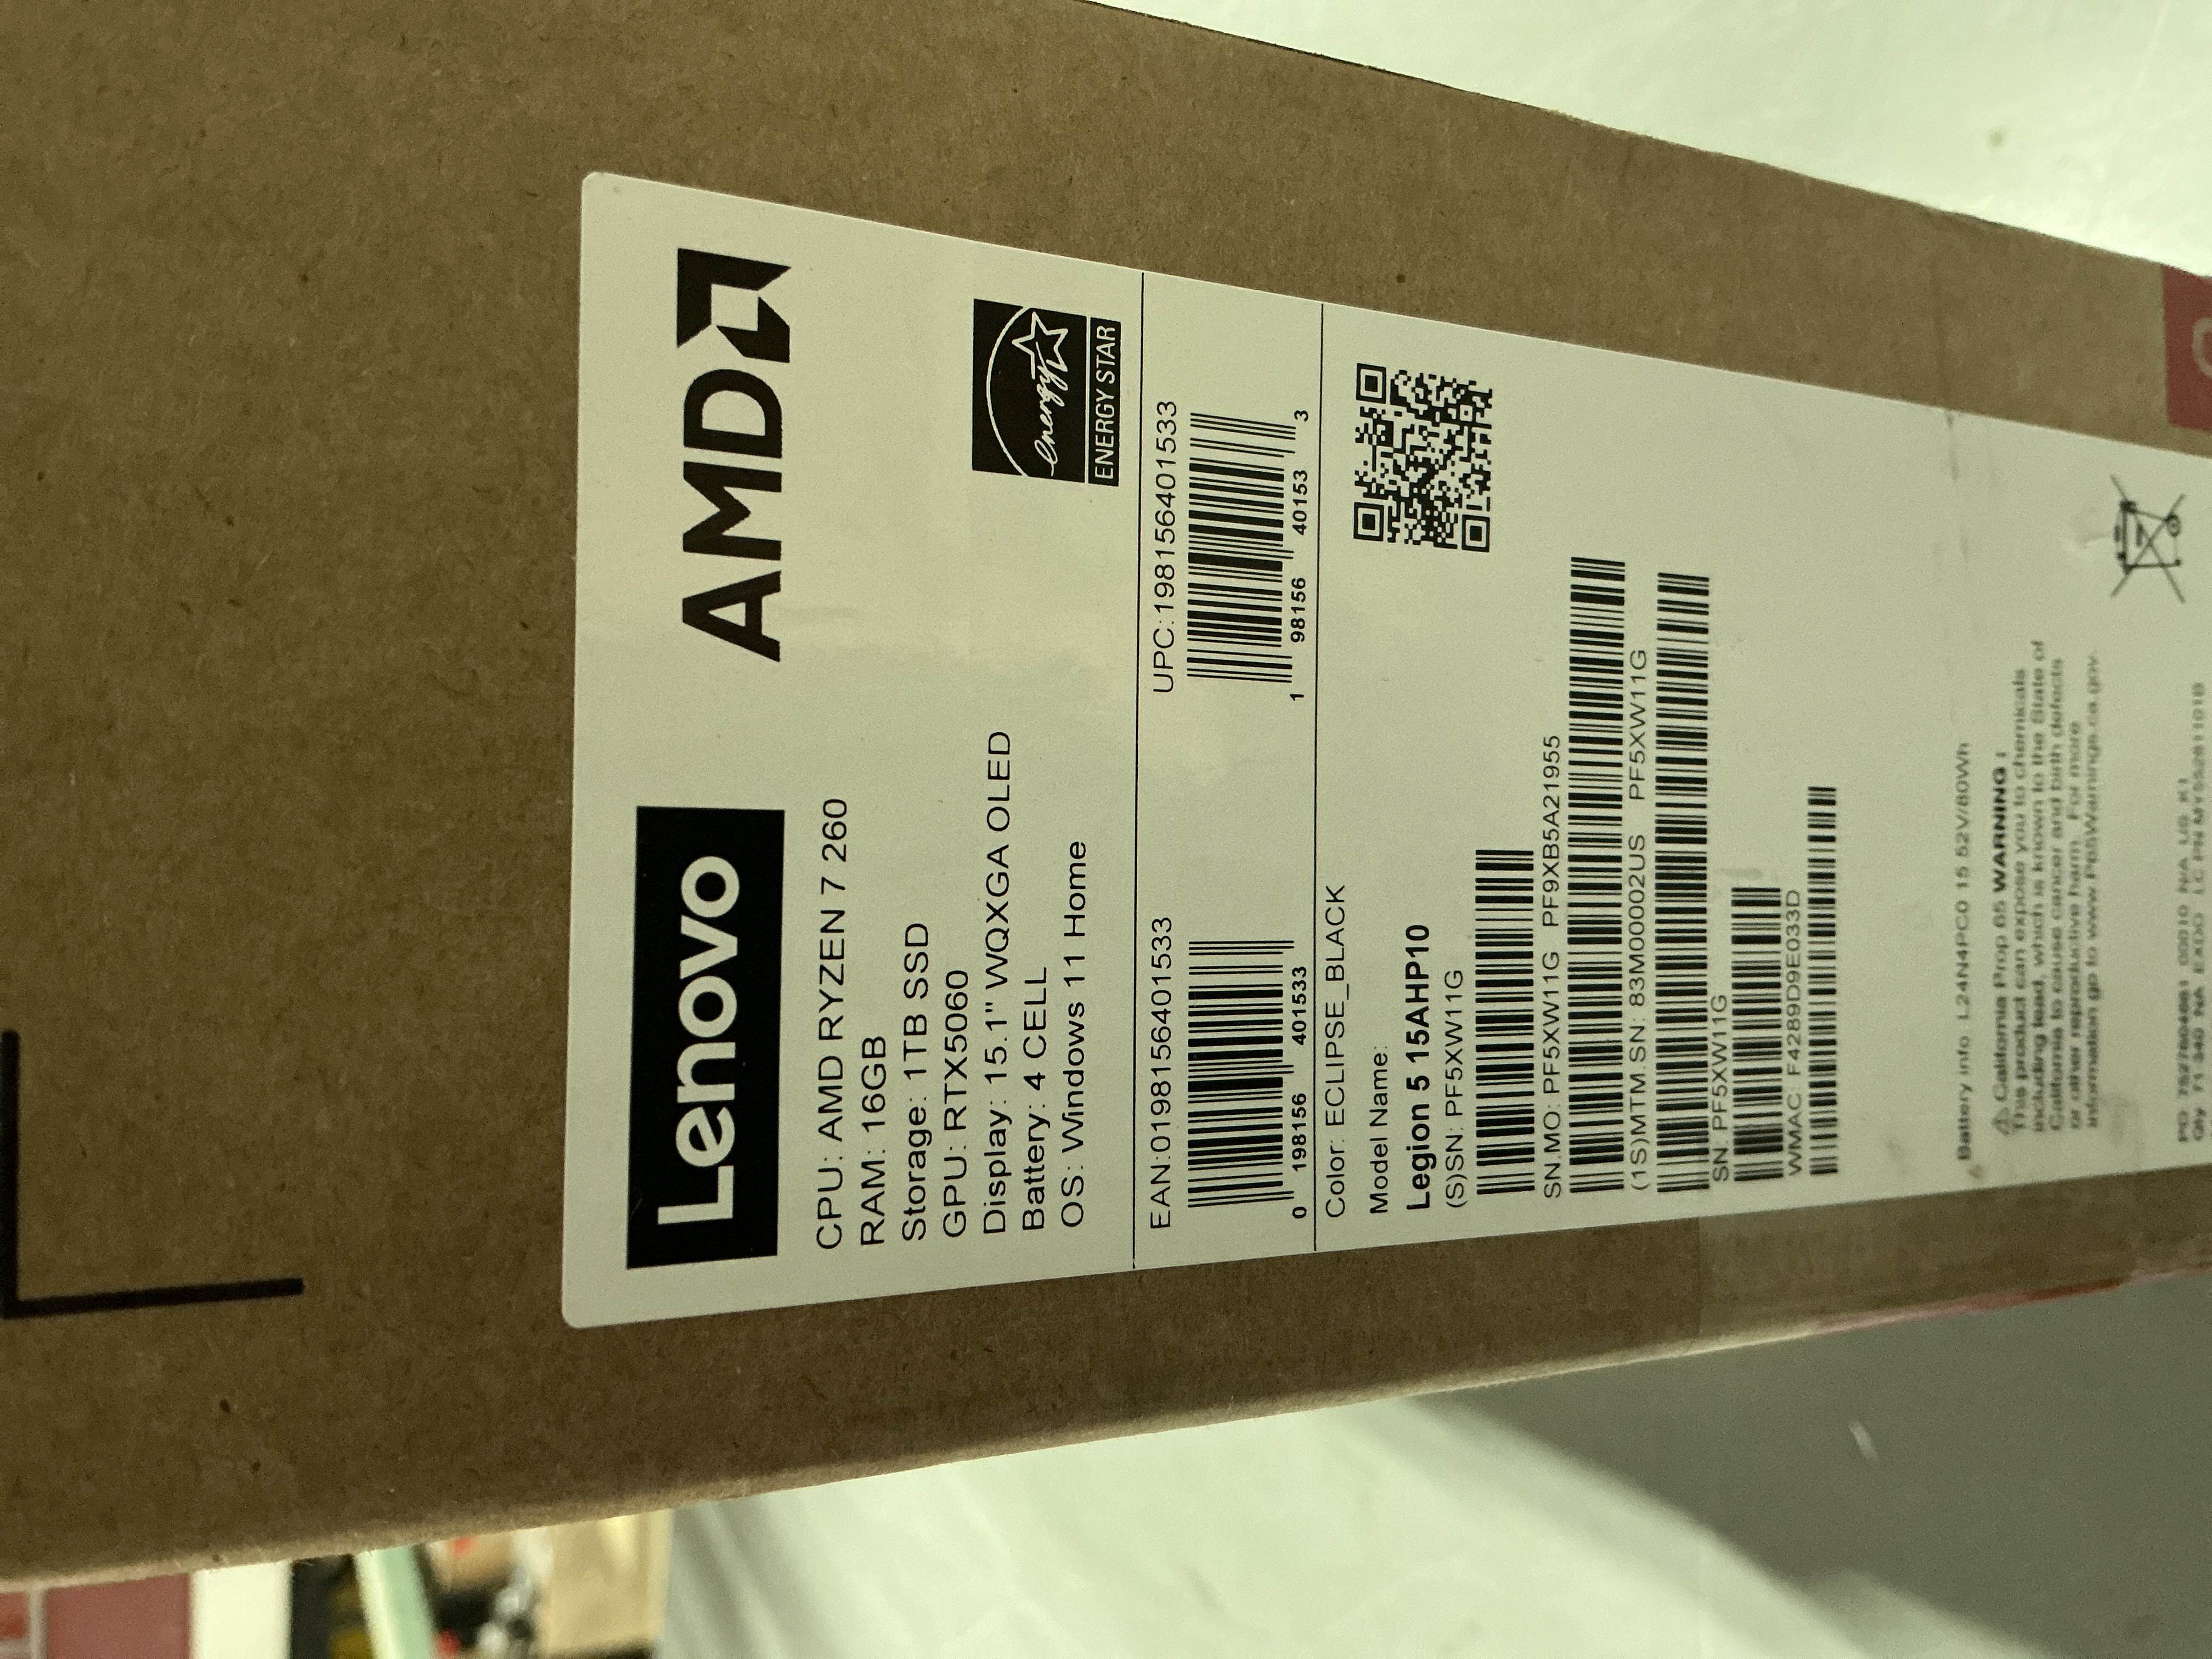 Lenovo
AMD
CPU: AMD RYZEN 7 260
RAM: 16GB
Storage: 1TB SSD
GPU: RTX5060
Display: 15.1" WQXGA OLED
Battery: 4 CELL
OS: Windows 11 Home
energy
ENERGY STAR
EAN:0198156401533
0 198156 401533
UPC:198156401533
1 98156 40153 3
Color: ECLIPSE_BLACK
Model Name:
Legion 5 15AHP10
(S)SN: PF5XW11G
SN.MO: PF5XW11G PF9XB5A21955
(1S)MTM.SN: 83M00002US PF5XW11G
SN: PF5XW11G
WMAC: F4289D9E033D
Battery info L24N4PC0 15.52V/80Wh
⚠ California Prop 65 WARNING :
This product can expose you to chemicals
including lead, which is known to the State of
California to cause cancer and birth defects
or other reproductive harm. For more
information go to www.P65Warnings.ca.gov.